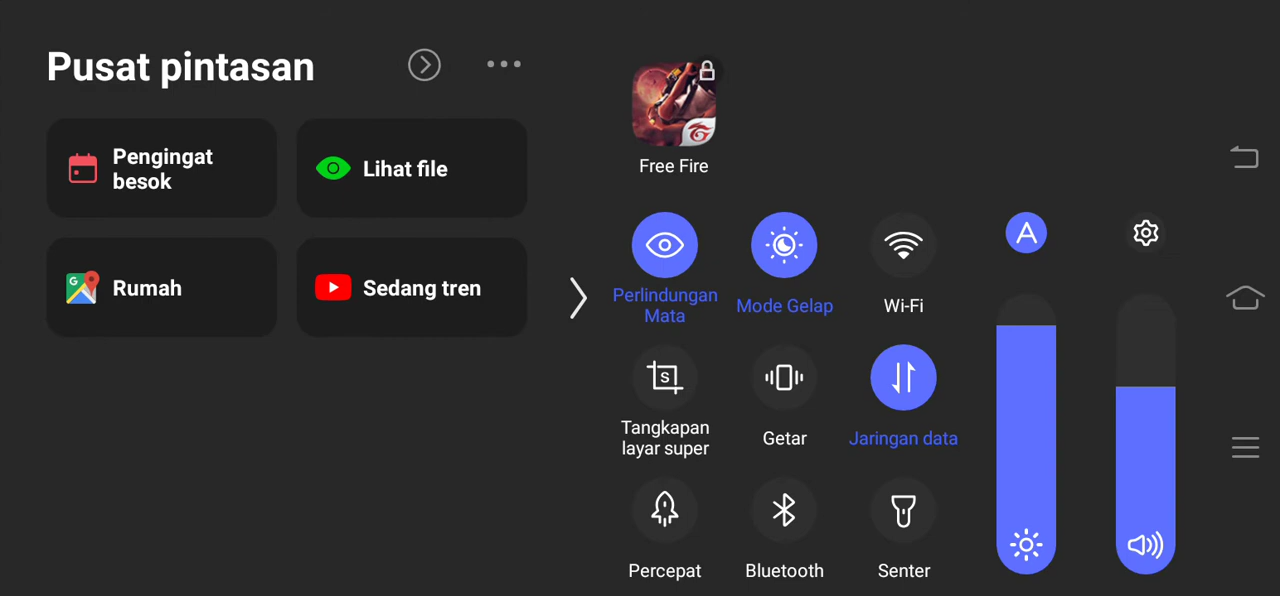 Pusat pintasan
Pengingat
besok
Lihat file
Rumah
Sedang tren
Free Fire
Perlindungan
Mata
Mode Gelap
Wi-Fi
A
S
Tangkapan
layar super
Getar
Jaringan data
Percepat
Bluetooth
Senter